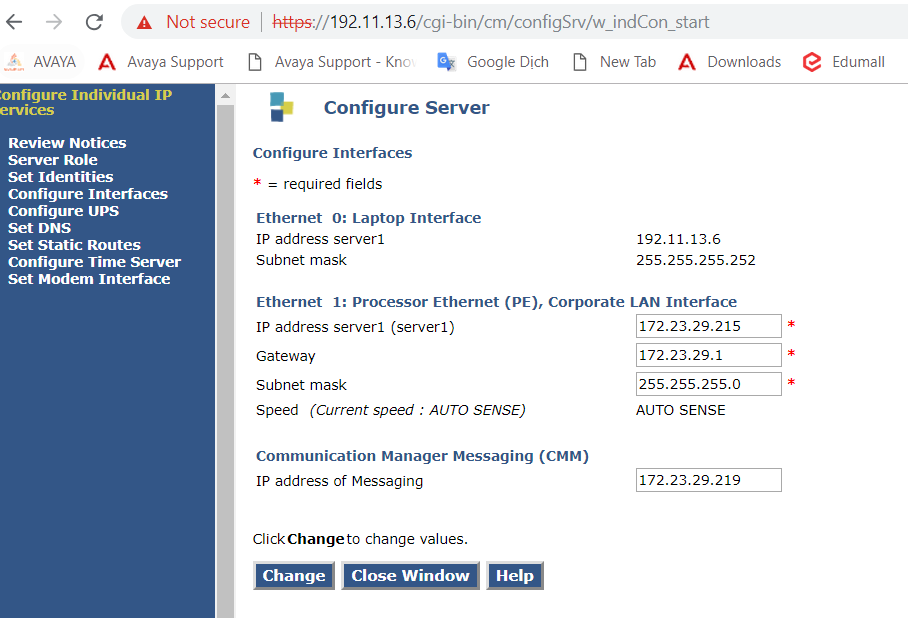 Not secure | https://192.11.13.6/cgi-bin/cm/configSrv/w_indCon_start
AVAYA Avaya Support Avaya Support - Kno Google Dịch New Tab Downloads Edumall
onfigure Individual IP
ervices
Review Notices
Server Role
Set Identities
Configure Interfaces
Configure UPS
Set DNS
Set Static Routes
Configure Time Server
Set Modem Interface
Configure Server
Configure Interfaces
* = required fields
Ethernet 0: Laptop Interface
IP address server1 192.11.13.6
Subnet mask 255.255.255.252
Ethernet 1: Processor Ethernet (PE), Corporate LAN Interface
IP address server1 (server1) 172.23.29.215 *
Gateway 172.23.29.1 *
Subnet mask 255.255.255.0 *
Speed (Current speed : AUTO SENSE) AUTO SENSE
Communication Manager Messaging (CMM)
IP address of Messaging 172.23.29.219
Click Change to change values.
Change Close Window Help